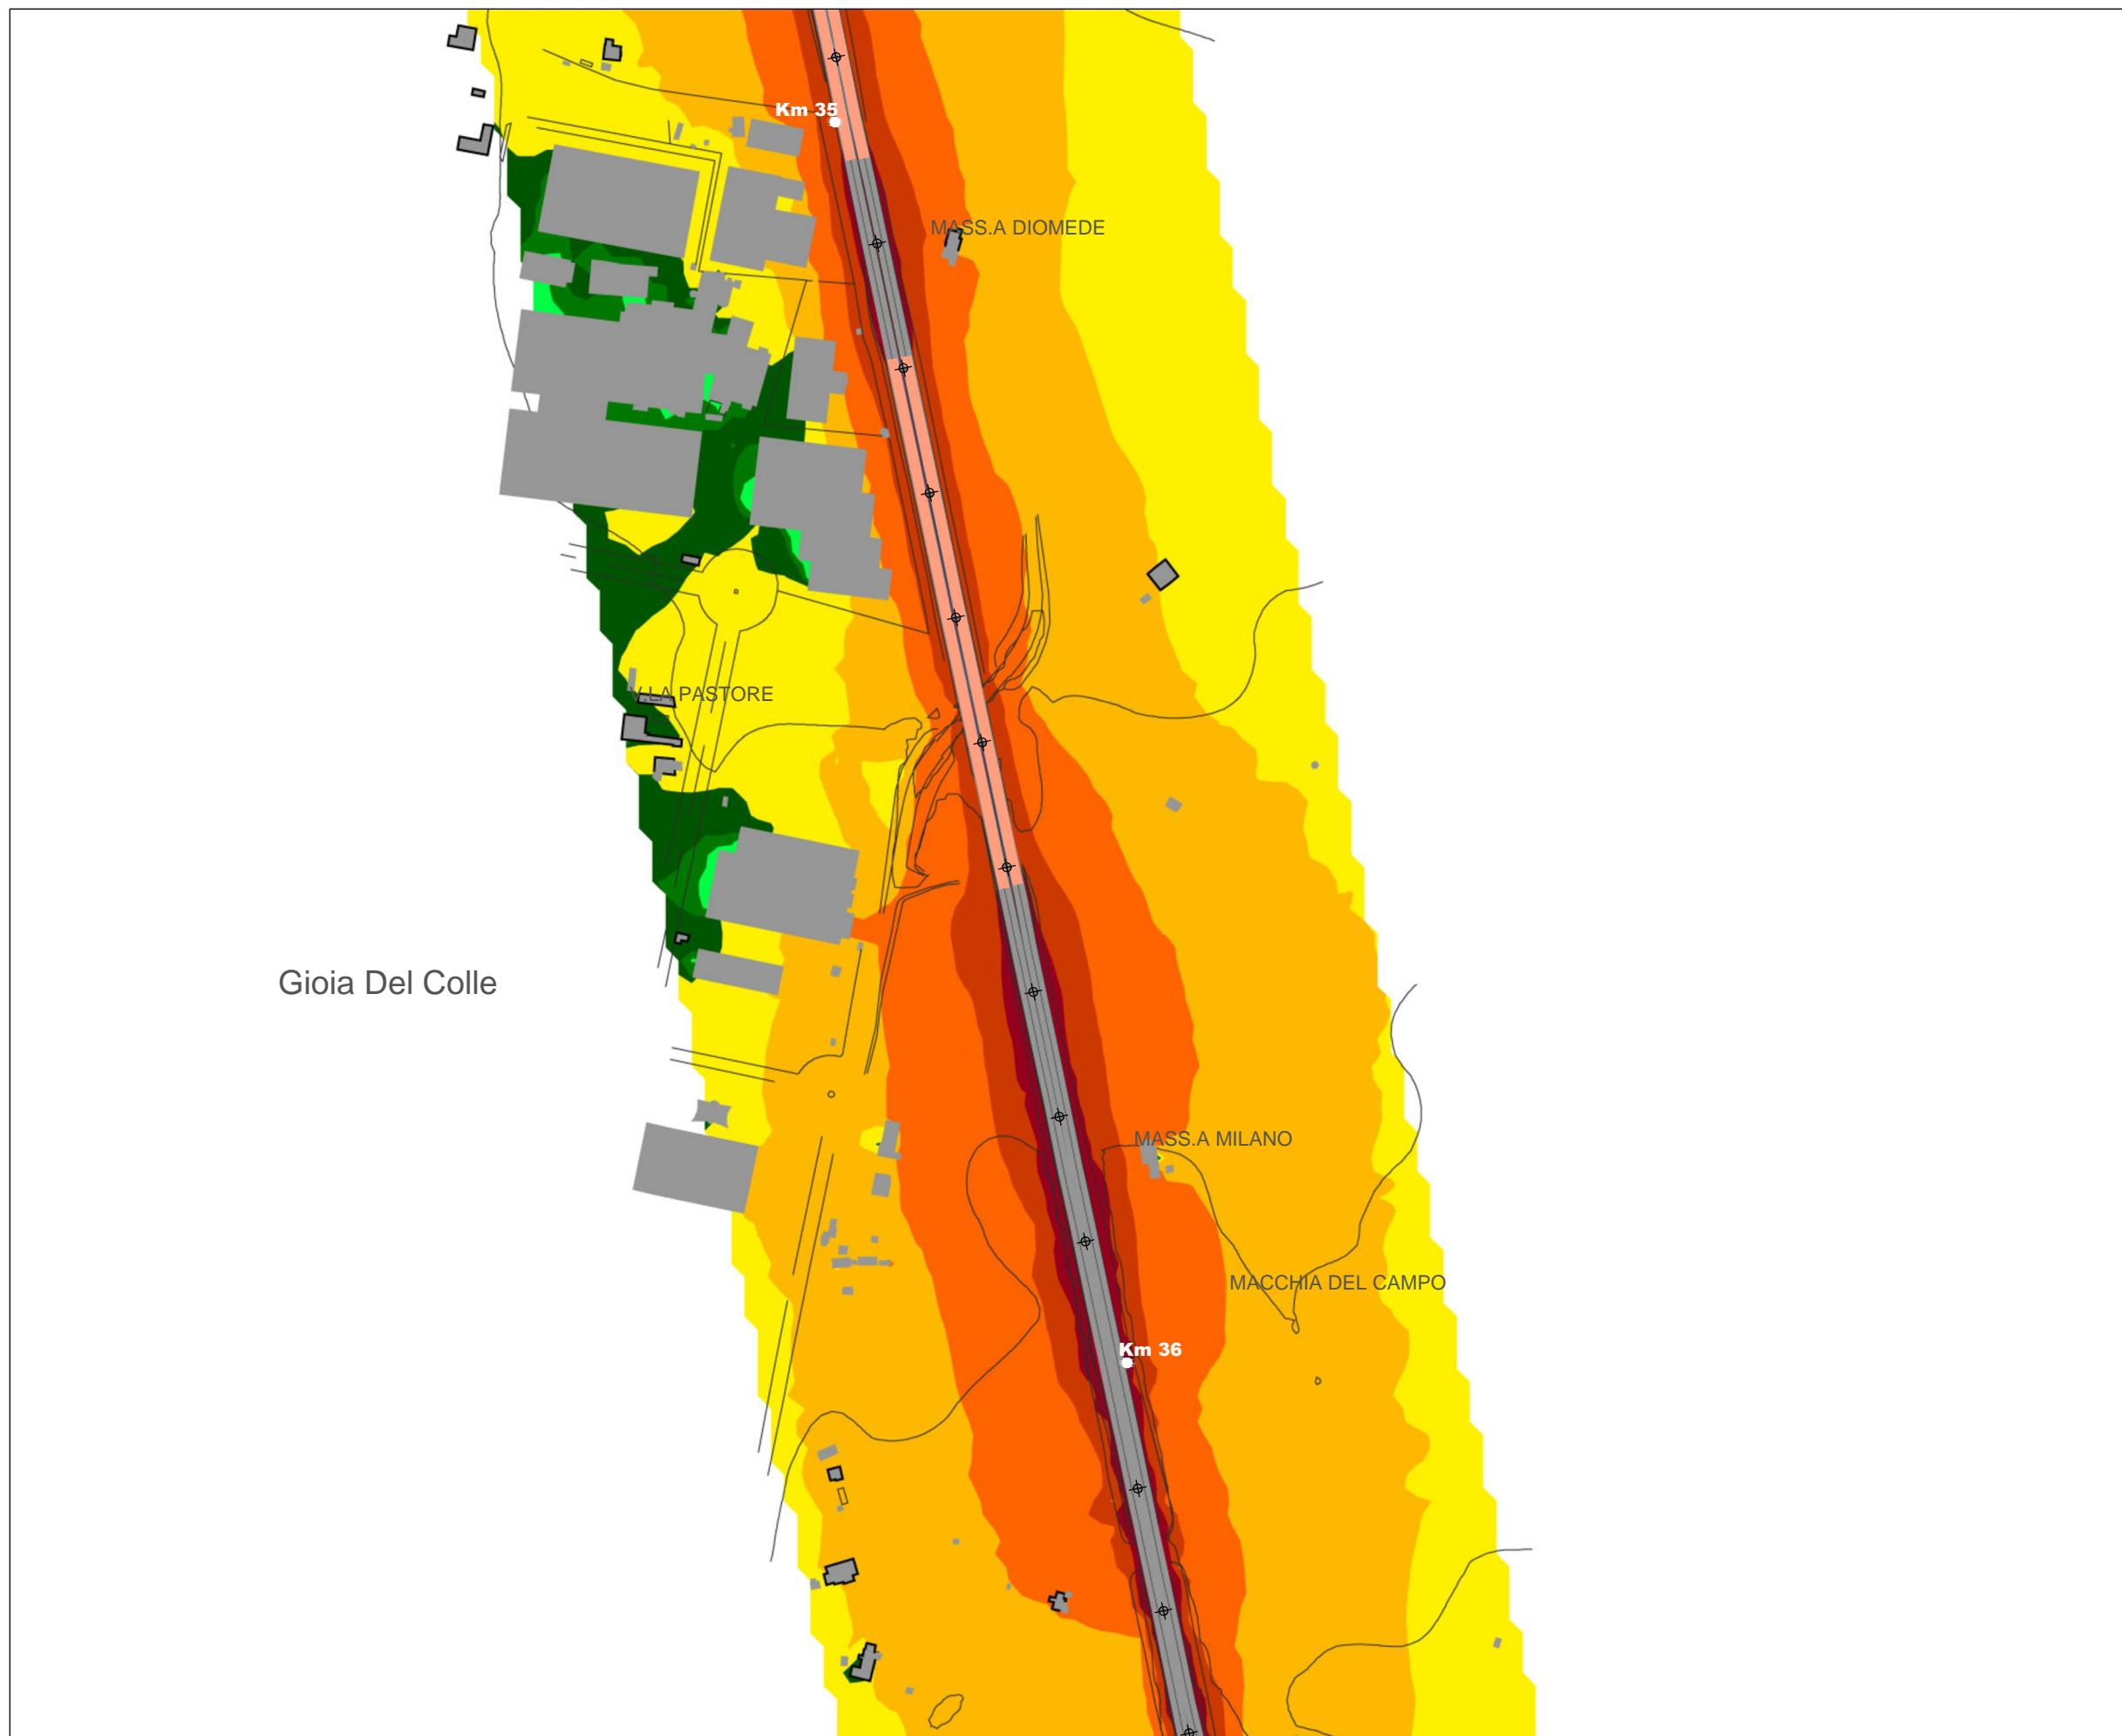 Km 35
MASS.A DIOMEDE
V.LA PASTORE
Gioia Del Colle
MASS.A MILANO
MACCHIA DEL CAMPO
Km 36